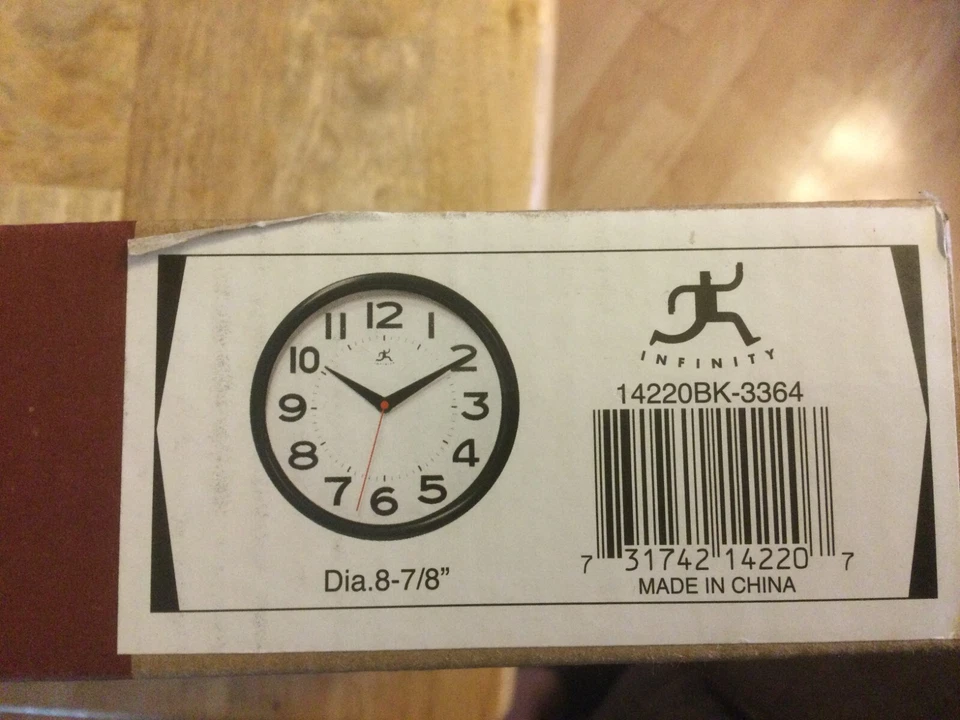 12
11 1
10 2
9 3
8 4
7 5
6
Dia.8-7/8”
INFINITY
14220BK-3364
7 31742 14220 7
MADE IN CHINA